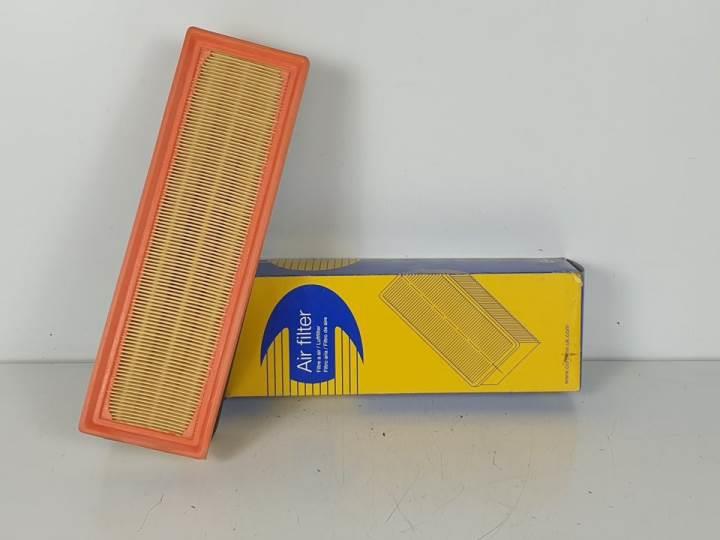 Air filter
Filtre à air / Luftfilter
Filtro aria / Filtro de aire